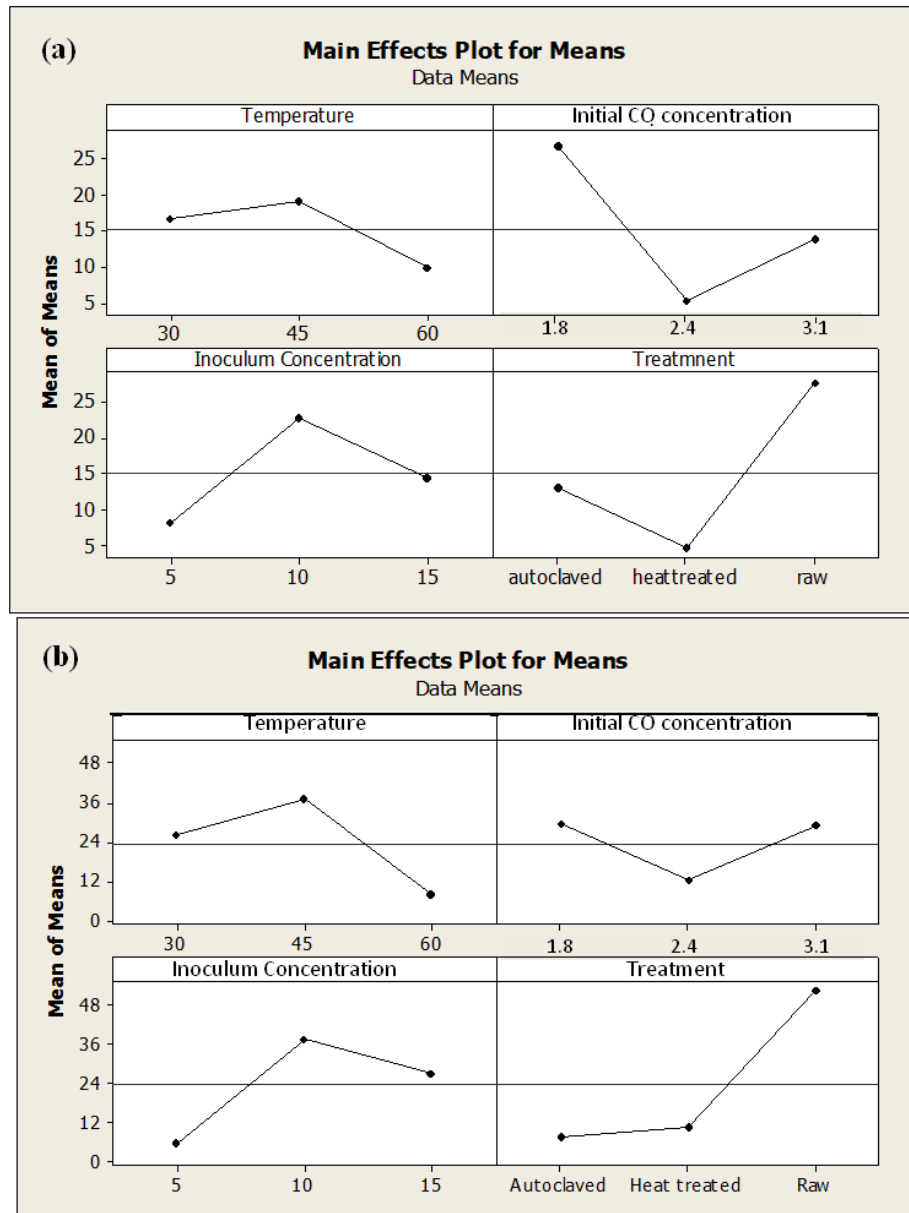 (a)
Main Effects Plot for Means
Data Means
Temperature
Initial CO concentration
25
20
15
10
5
30 45 60
1.8 2.4 3.1
Inoculum Concentration
Treatmnent
25
20
15
10
5
5 10 15
autoclaved heattreated raw
Mean of Means
(b)
Main Effects Plot for Means
Data Means
Temperature
Initial CO concentration
48
36
24
12
0
30 45 60
1.8 2.4 3.1
Inoculum Concentration
Treatment
48
36
24
12
0
5 10 15
Autoclaved Heat treated Raw
Mean of Means